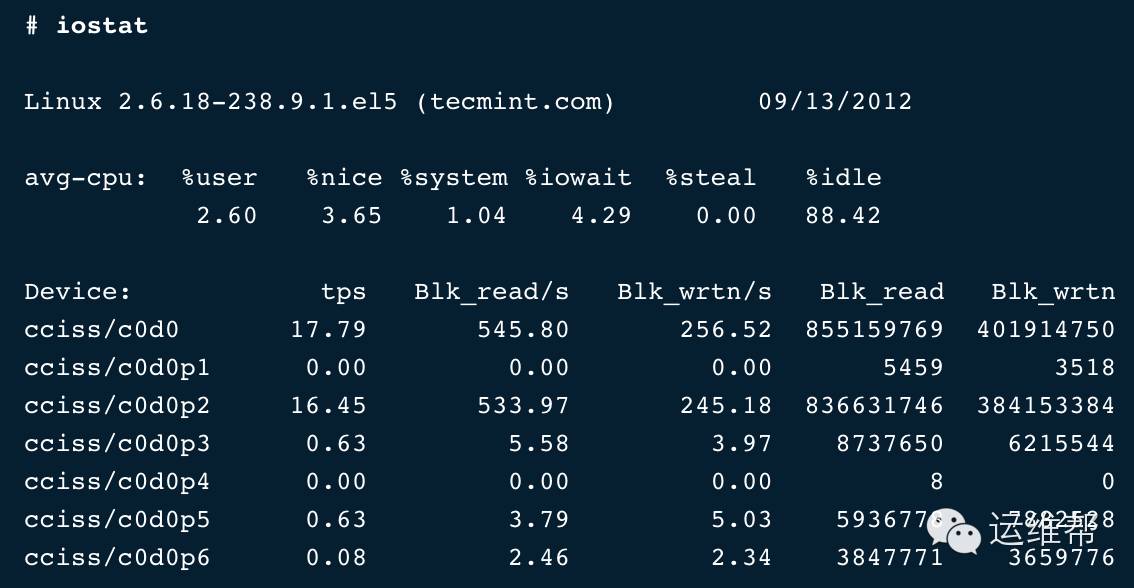 # iostat
Linux 2.6.18-238.9.1.el5 (tecmint.com) 09/13/2012
avg-cpu: %user %nice %system %iowait %steal %idle
2.60 3.65 1.04 4.29 0.00 88.42
Device: tps Blk_read/s Blk_wrtn/s Blk_read Blk_wrtn
cciss/c0d0 17.79 545.80 256.52 855159769 401914750
cciss/c0d0p1 0.00 0.00 0.00 5459 3518
cciss/c0d0p2 16.45 533.97 245.18 836631746 384153384
cciss/c0d0p3 0.63 5.58 3.97 8737650 6215544
cciss/c0d0p4 0.00 0.00 0.00 8 0
cciss/c0d0p5 0.63 3.79 5.03
运维帮
cciss/c0d0p6 0.08 2.46 2.34 3847771 3659776